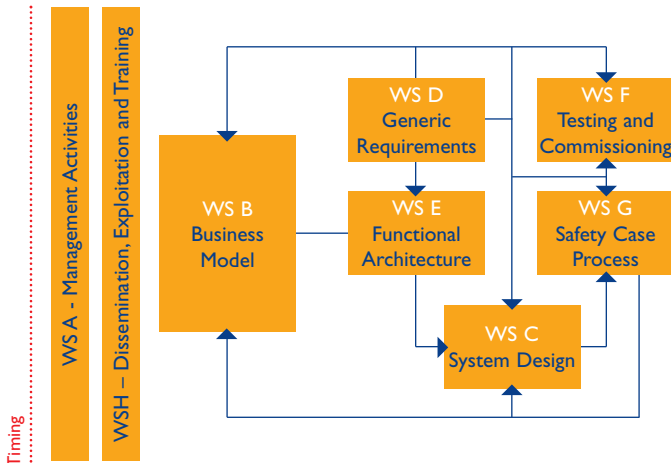 Timing
WS A - Management Activities
WSH – Dissemination, Exploitation and Training
WS B
Business
Model
WS D
Generic
Requirements
WS E
Functional
Architecture
WS C
System Design
WS F
Testing and
Commissioning
WS G
Safety Case
Process